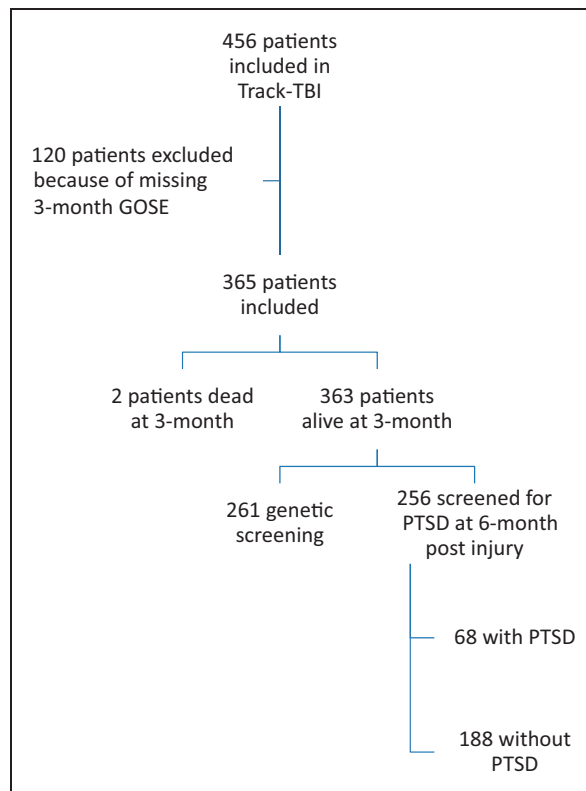 456 patients
included in
Track-TBI
120 patients excluded
because of missing
3-month GOSE
365 patients
included
2 patients dead
at 3-month
363 patients
alive at 3-month
261 genetic
screening
256 screened for
PTSD at 6-month
post injury
68 with PTSD
188 without
PTSD